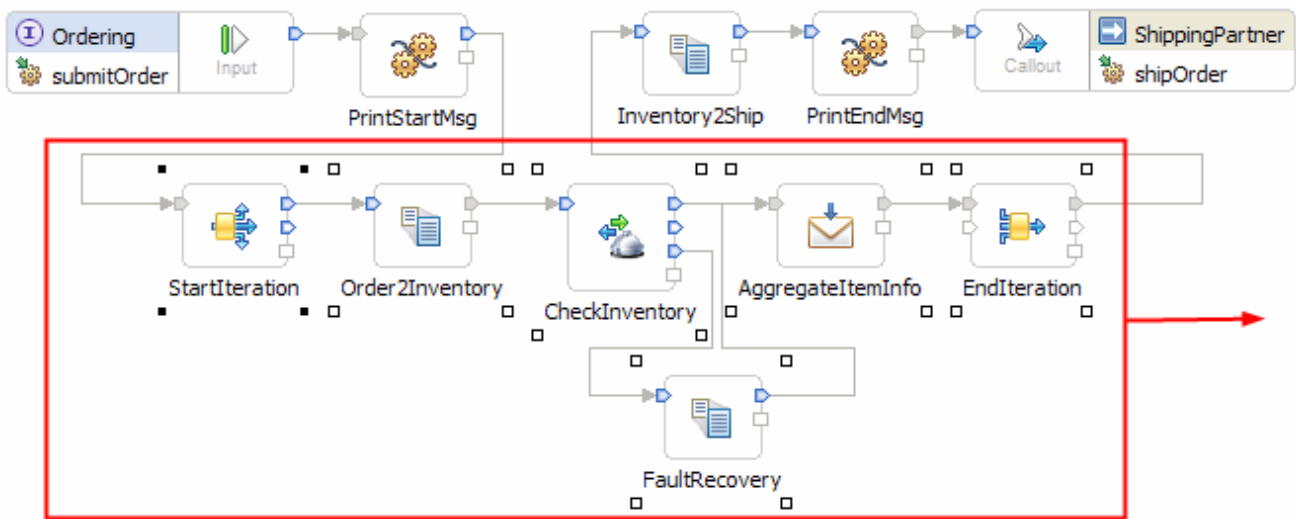 Ordering
submitOrder
Input
PrintStartMsg
Inventory2Ship
PrintEndMsg
Callout
ShippingPartner
shipOrder
StartIteration
Order2Inventory
CheckInventory
AggregateItemInfo
EndIteration
FaultRecovery